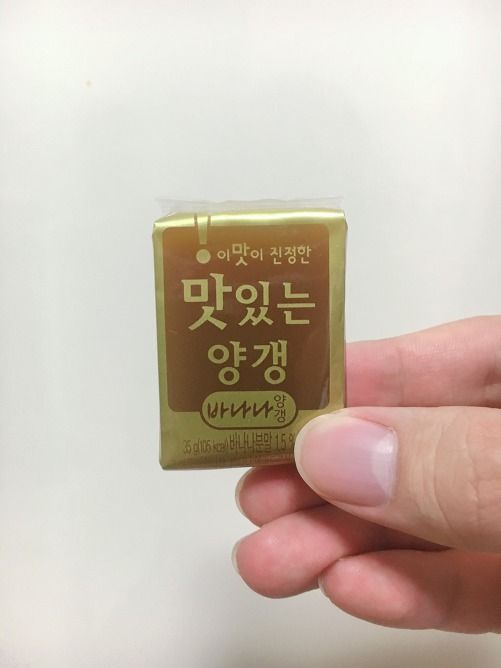 ! 이맛이 진정한
맛있는
양갱
바나나 양갱
35 g(106 kcal) 바나나분말 1.5 %